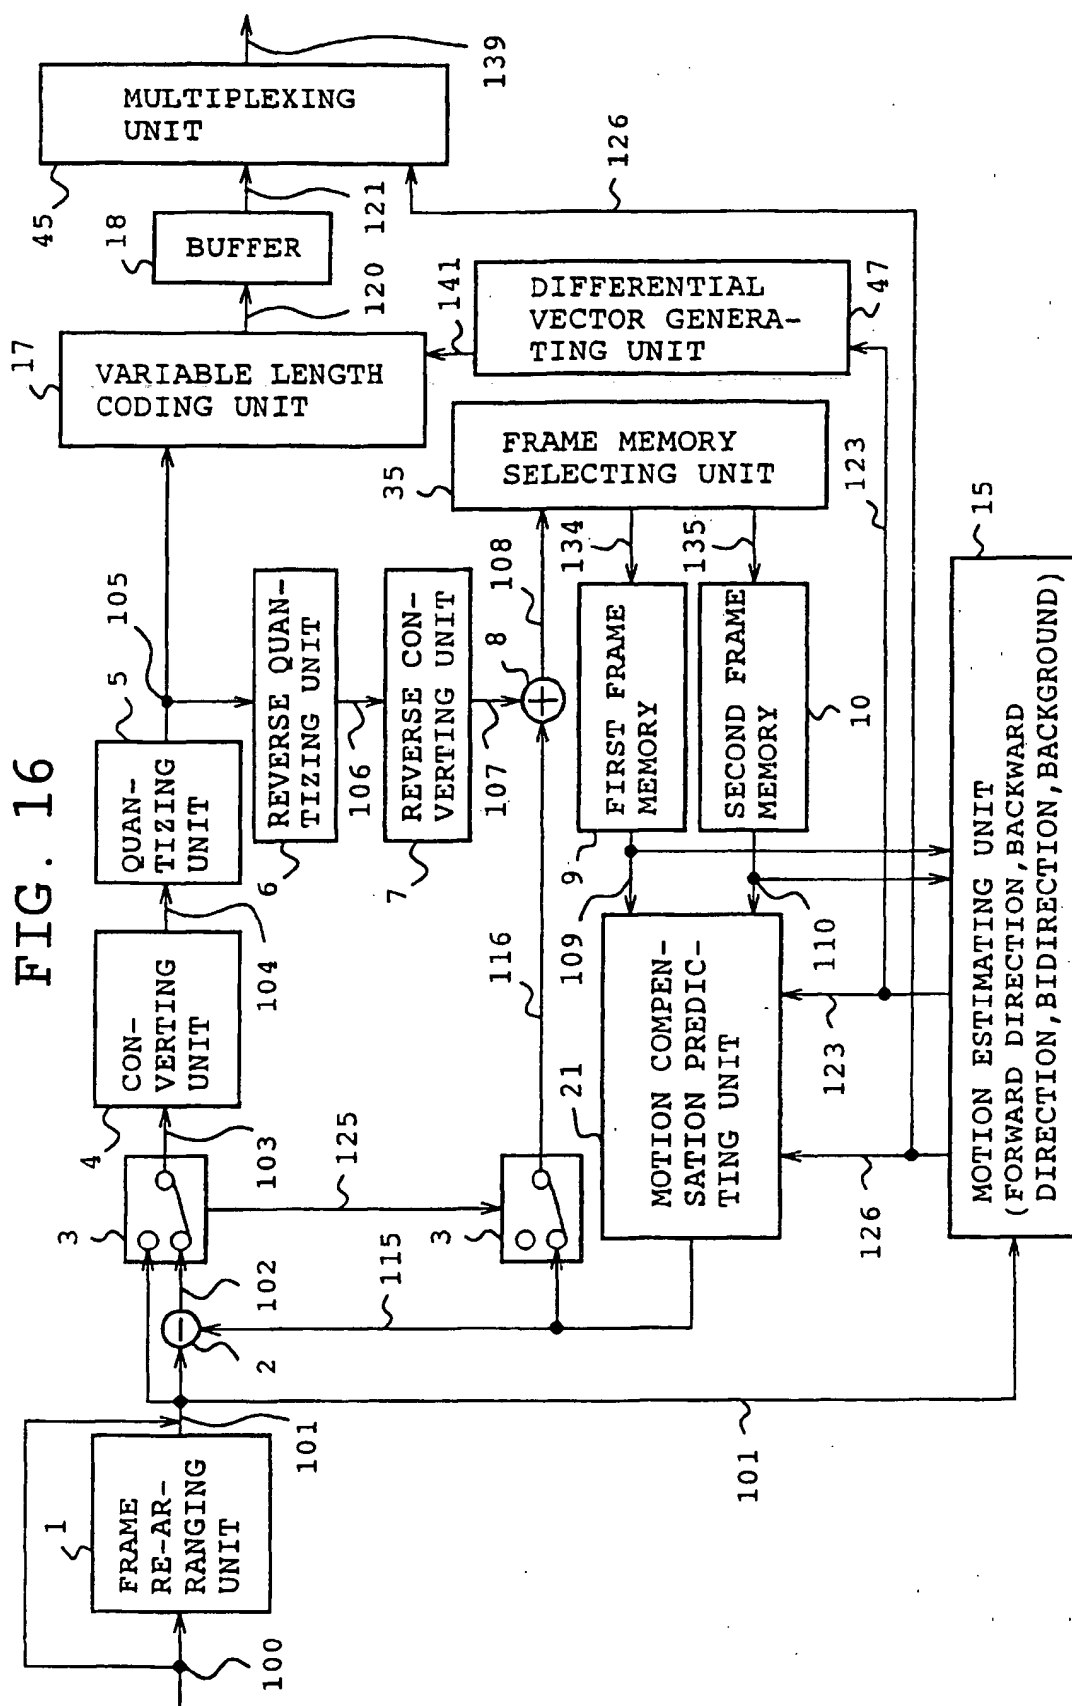 FIG. 16
1
FRAME
RE-AR-
RANGING
UNIT
100
101
2
102
3
103
4
CON-
VERTING
UNIT
104
5
QUAN-
TIZING
UNIT
105
17
VARIABLE LENGTH
CODING UNIT
120
18
BUFFER
121
45
MULTIPLEXING
UNIT
139
125
6
REVERSE QUAN-
TIZING UNIT
106
7
REVERSE CON-
VERTING UNIT
107
8
108
115
3
116
35
FRAME MEMORY
SELECTING UNIT
134
135
141
DIFFERENTIAL
VECTOR GENERA-
TING UNIT
47
126
9
FIRST FRAME
MEMORY
SECOND FRAME
MEMORY
10
109
110
21
MOTION COMPEN-
SATION PREDIC-
TING UNIT
123
123
126
101
15
MOTION ESTIMATING UNIT
(FORWARD DIRECTION,BACKWARD
DIRECTION,BIDIRECTION,BACKGROUND)